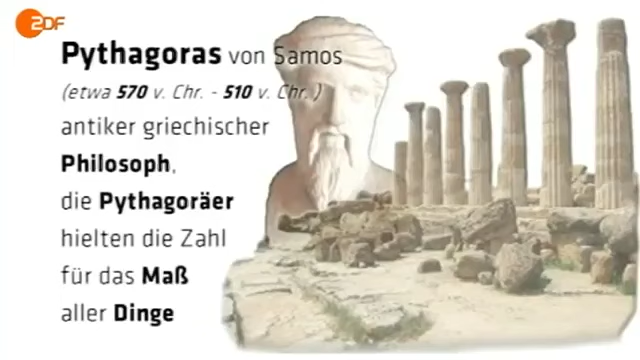 ZDF
Pythagoras von Samos
(etwa 570 v. Chr. - 510 v. Chr.)
antiker griechischer
Philosoph,
die Pythagoräer
hielten die Zahl
für das Maß
aller Dinge